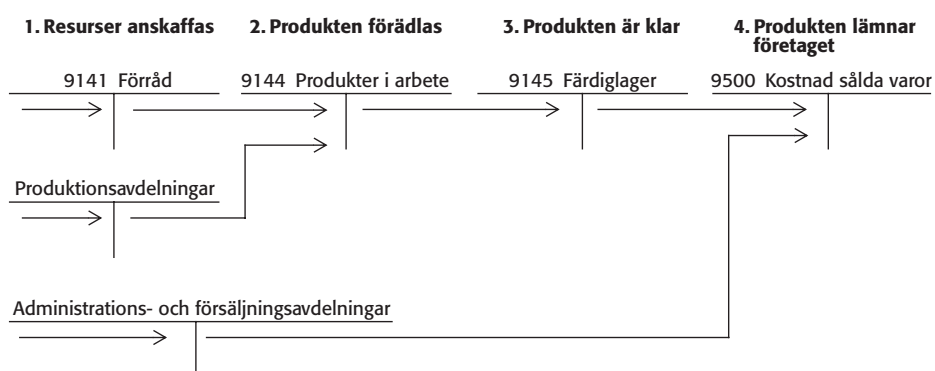 1. Resurser anskaffas
2. Produkten förädlas
3. Produkten är klar
4. Produkten lämnar
företaget
9141 Förråd
9144 Produkter i arbete
9145 Färdiglager
9500 Kostnad sålda varor
Produktionsavdelningar
Administrations- och försäljningsavdelningar